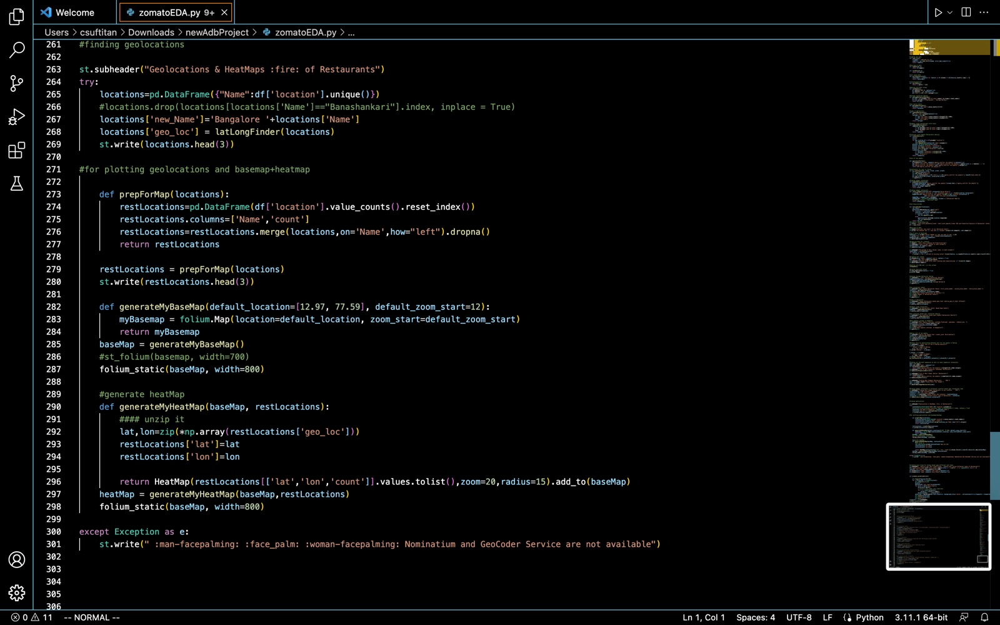 Welcome
zomatoEDA.py 9+
Users > csuftitan > Downloads > newAdbProject > zomatoEDA.py > ...
261 #finding geolocations
262
263 st.subheader("Geolocations & HeatMaps :fire: of Restaurants")
264 try:
265 locations=pd.DataFrame({"Name":df['location'].unique()})
266 #locations.drop(locations[locations['Name']=="Banashankari"].index, inplace = True)
267 locations['new_Name']='Bangalore '+locations['Name']
268 locations['geo_loc'] = latLongFinder(locations)
269 st.write(locations.head(3))
270
271 #for plotting geolocations and basemap+heatmap
272
273 def prepForMap(locations):
274 restLocations=pd.DataFrame(df['location'].value_counts().reset_index())
275 restLocations.columns=['Name','count']
276 restLocations=restLocations.merge(locations,on='Name',how="left").dropna()
277 return restLocations
278
279 restLocations = prepForMap(locations)
280 st.write(restLocations.head(3))
281
282 def generateMyBaseMap(default_location=[12.97, 77.59], default_zoom_start=12):
283 myBasemap = folium.Map(location=default_location, zoom_start=default_zoom_start)
284 return myBasemap
285 baseMap = generateMyBaseMap()
286 #st_folium(basemap, width=700)
287 folium_static(baseMap, width=800)
288
289 #generate heatMap
290 def generateMyHeatMap(baseMap, restLocations):
291 #### unzip it
292 lat,lon=zip(*np.array(restLocations['geo_loc']))
293 restLocations['lat']=lat
294 restLocations['lon']=lon
295
296 return HeatMap(restLocations[['lat','lon','count']].values.tolist(),zoom=20,radius=15).add_to(baseMap)
297 heatMap = generateMyHeatMap(baseMap,restLocations)
298 folium_static(baseMap, width=800)
299
300 except Exception as e:
301 st.write(" :man-facepalming: :face_palm: :woman-facepalming: Nominatium and GeoCoder Service are not available")
302
303
304
305
306
0 11 -- NORMAL -- Ln 1, Col 1 Spaces: 4 UTF-8 LF Python 3.11.1 64-bit